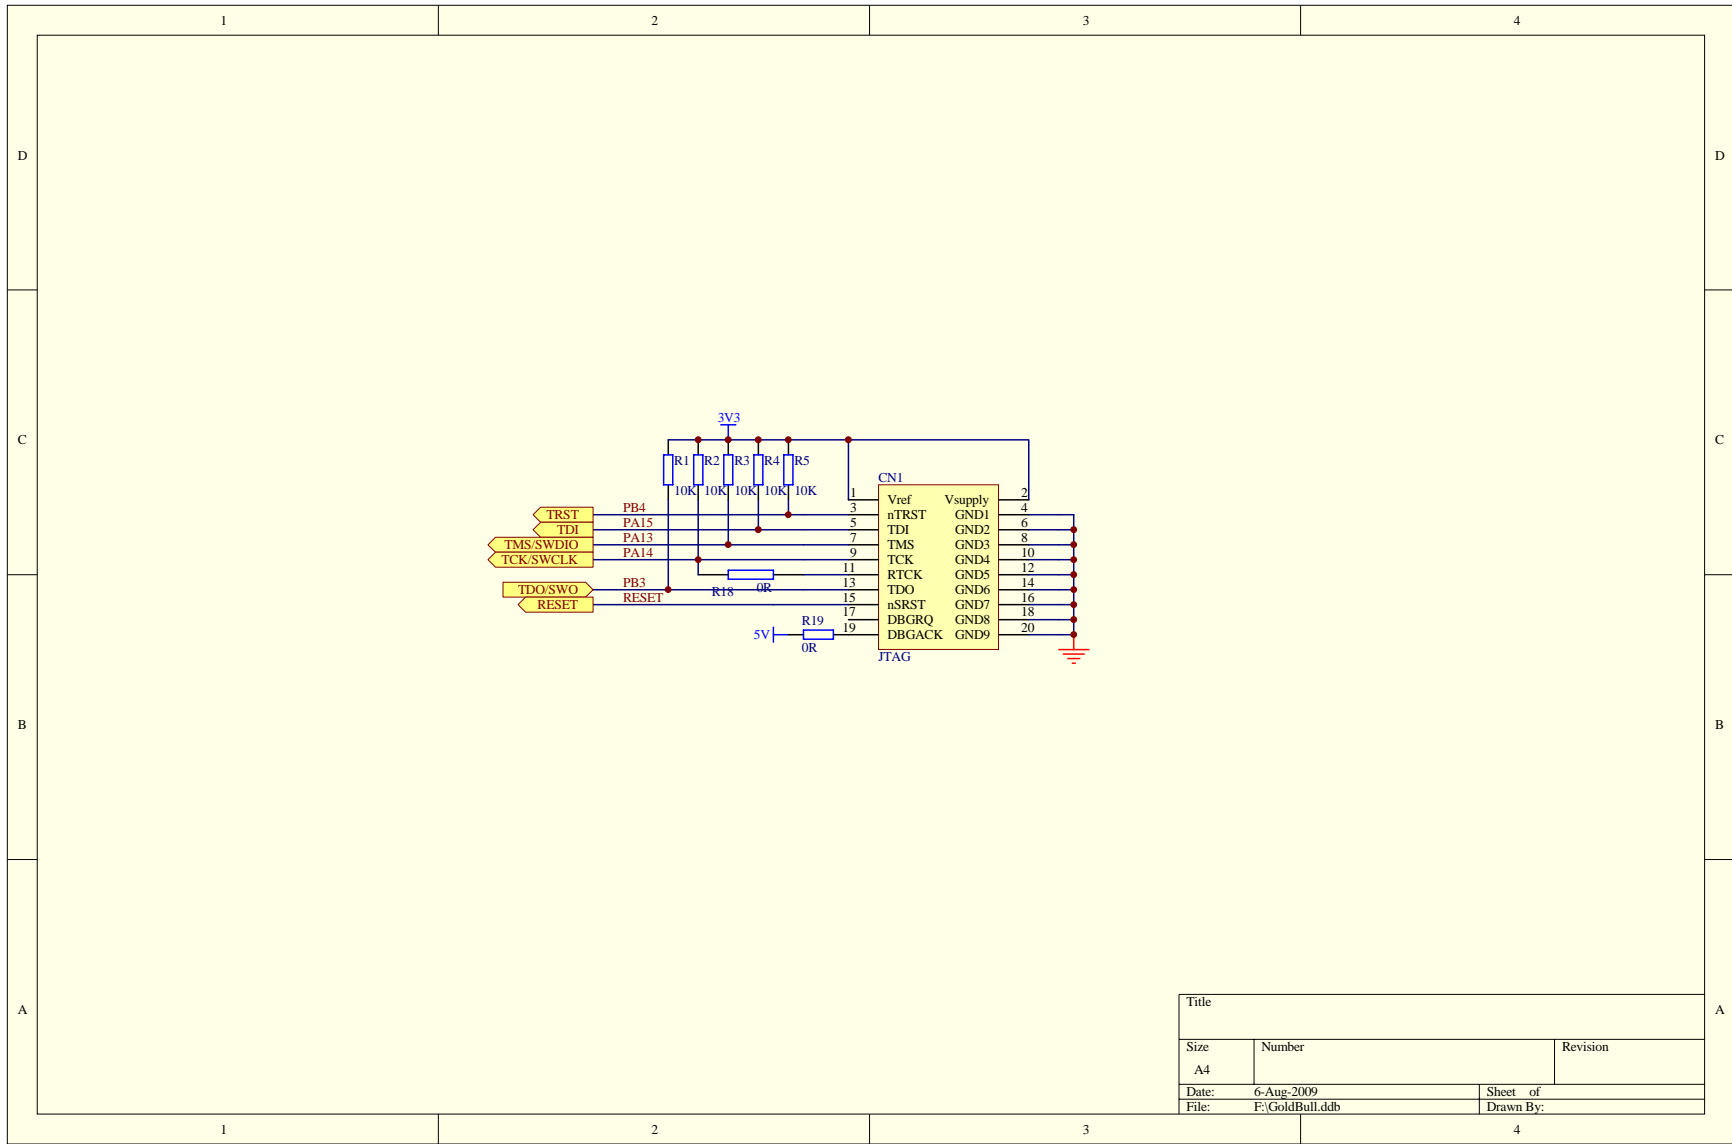 1 2 3 4
D D
C C
B B
A A
3V3
R1 R2 R3 R4 R5
10K 10K 10K 10K 10K
CN1
1 Vref Vsupply 2
TRST PB4 3 nTRST GND1 4
TDI PA15 5 TDI GND2 6
TMS/SWDIO PA13 7 TMS GND3 8
TCK/SWCLK PA14 9 TCK GND4 10
11 RTCK GND5 12
R18 0R
TDO/SWO PB3 13 TDO GND6 14
RESET RESET 15 nSRST GND7 16
17 DBGRQ GND8 18
R19
5V 19 DBGACK GND9 20
0R
JTAG
Title
Size Number Revision
A4
Date: 6-Aug-2009 Sheet of
File: F:\GoldBull.ddb Drawn By:
1 2 3 4